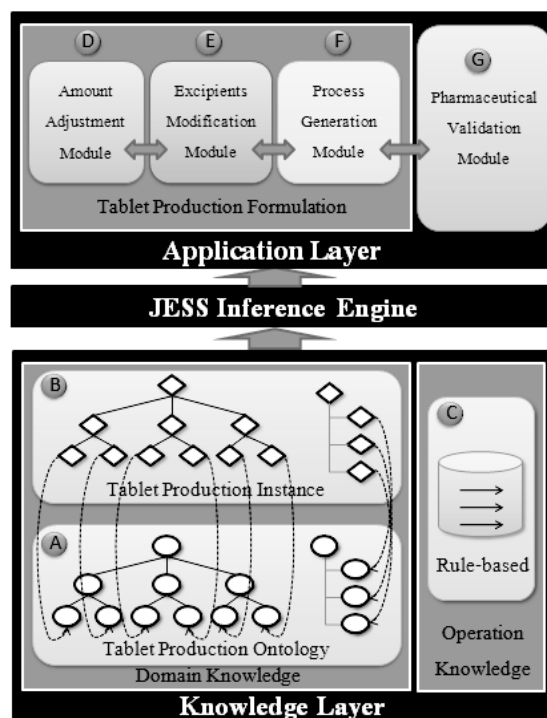 D
E
F
G
Amount
Adjustment
Module
Excipients
Modification
Module
Process
Generation
Module
Pharmaceutical
Validation
Module
Tablet Production Formulation
Application Layer
JESS Inference Engine
B
Tablet Production Instance
A
Tablet Production Ontology
Domain Knowledge
C
Rule-based
Operation
Knowledge
Knowledge Layer